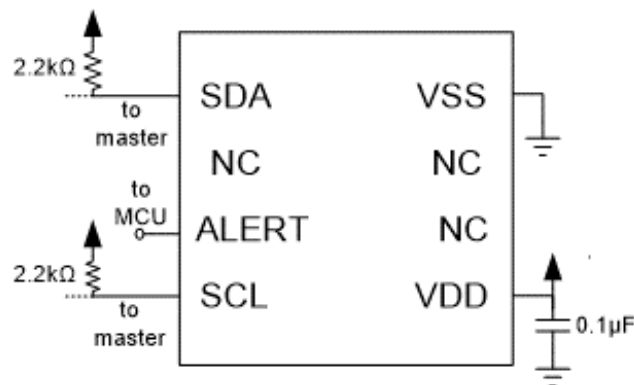 2.2kΩ
SDA
VSS
to
master
NC
NC
to
MCU
ALERT
NC
2.2kΩ
SCL
VDD
0.1µF
to
master